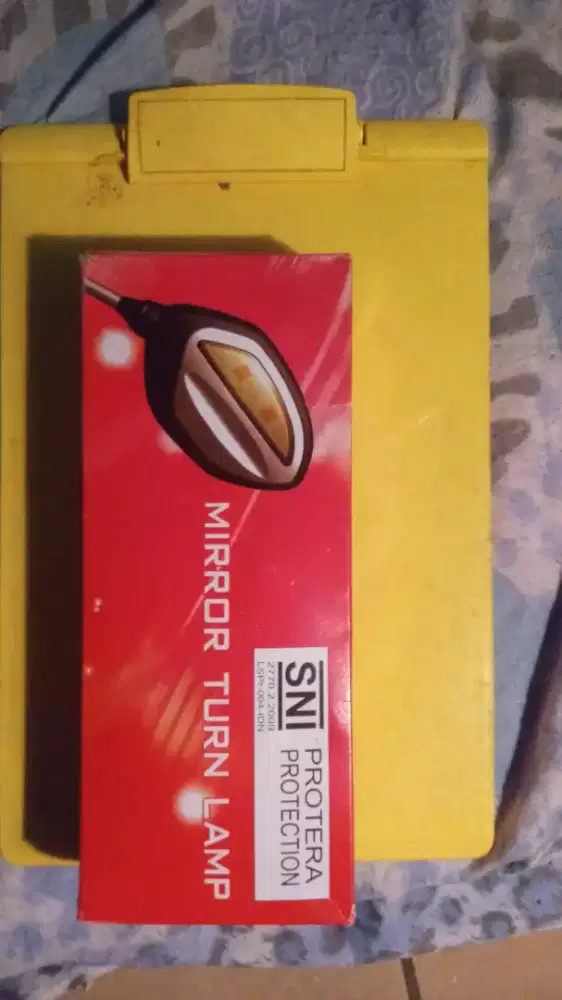 MIRROR TURN LAMP
SNI
2770.2.2009
LSPr-004-IDN
PROTERA
PROTECTION